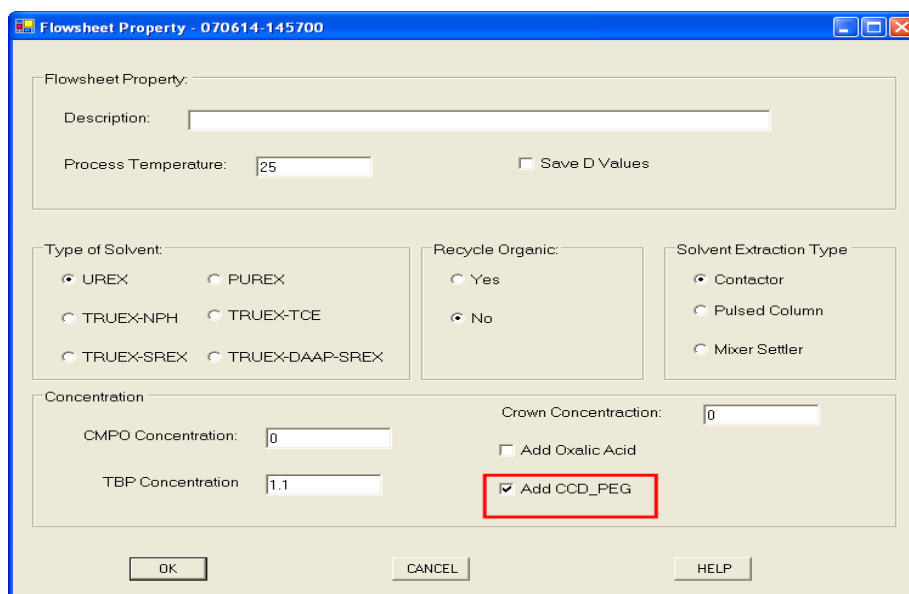 Flowsheet Property - 070614-145700
Flowsheet Property:
Description:
Process Temperature: 25 Save D Values
Type of Solvent: Recycle Organic: Solvent Extraction Type
UREX PUREX Yes Contactor
TRUEX-NPH TRUEX-TCE No Pulsed Column
TRUEX-SREX TRUEX-DAAP-SREX Mixer Settler
Concentration
Crown Concentraction: 0
CMPO Concentration: 0
Add Oxalic Acid
TBP Concentration 1.1 Add CCD_PEG
OK CANCEL HELP